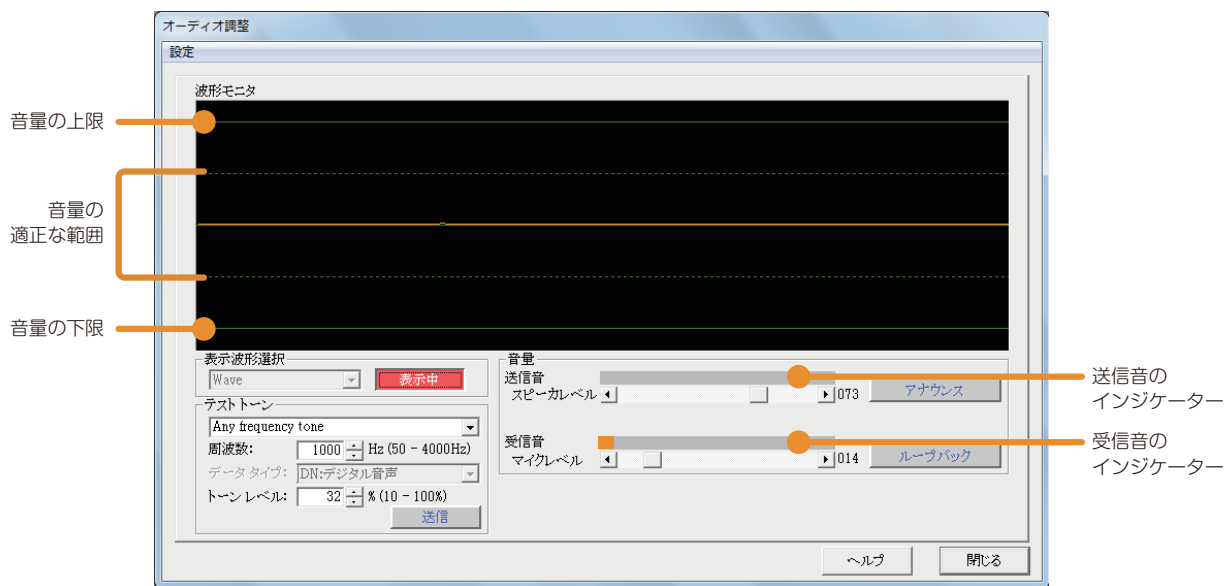 オーディオ調整
設定
波形モニタ
音量の上限
音量の
適正な範囲
音量の下限
表示波形選択
Wave
表示中
テストトーン
Any frequency tone
周波数: 1000 Hz (50 - 4000Hz)
データタイプ: DN:デジタル音声
トーンレベル: 32 % (10 - 100%)
送信
音量
送信音
スピーカレベル 073 アナウンス
受信音
マイクレベル 014 ループバック
送信音の
インジケーター
受信音の
インジケーター
ヘルプ 閉じる